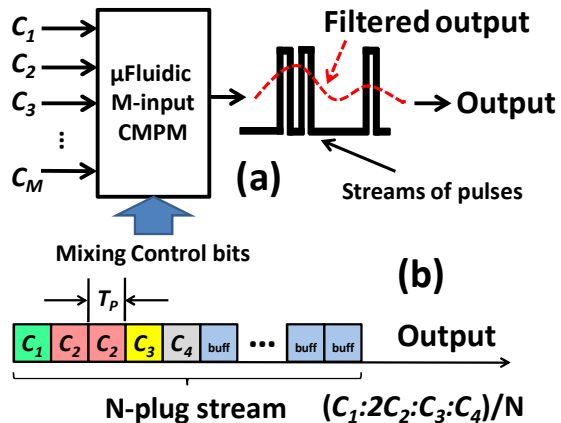 C1
C2
C3
⋮
CM
μFluidic
M-input
CMPM
Filtered output
Output
(a)
Streams of pulses
Mixing Control bits
(b)
TP
C1 C2 C2 C3 C4 buff ••• buff buff
Output
N-plug stream
(C1:2C2:C3:C4)/N